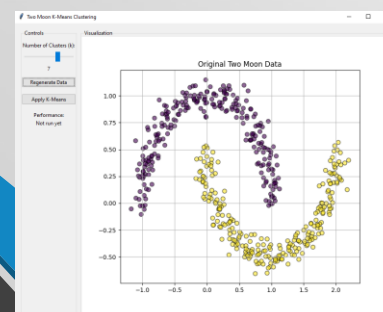 Two Moon K-Means Clustering
Controls
Visualization
Number of Clusters (k):
7
Regenerate Data
Apply K-Means
Performance:
Not run yet
Original Two Moon Data
1.00
0.75
0.50
0.25
0.00
−0.25
−0.50
−1.0 −0.5 0.0 0.5 1.0 1.5 2.0